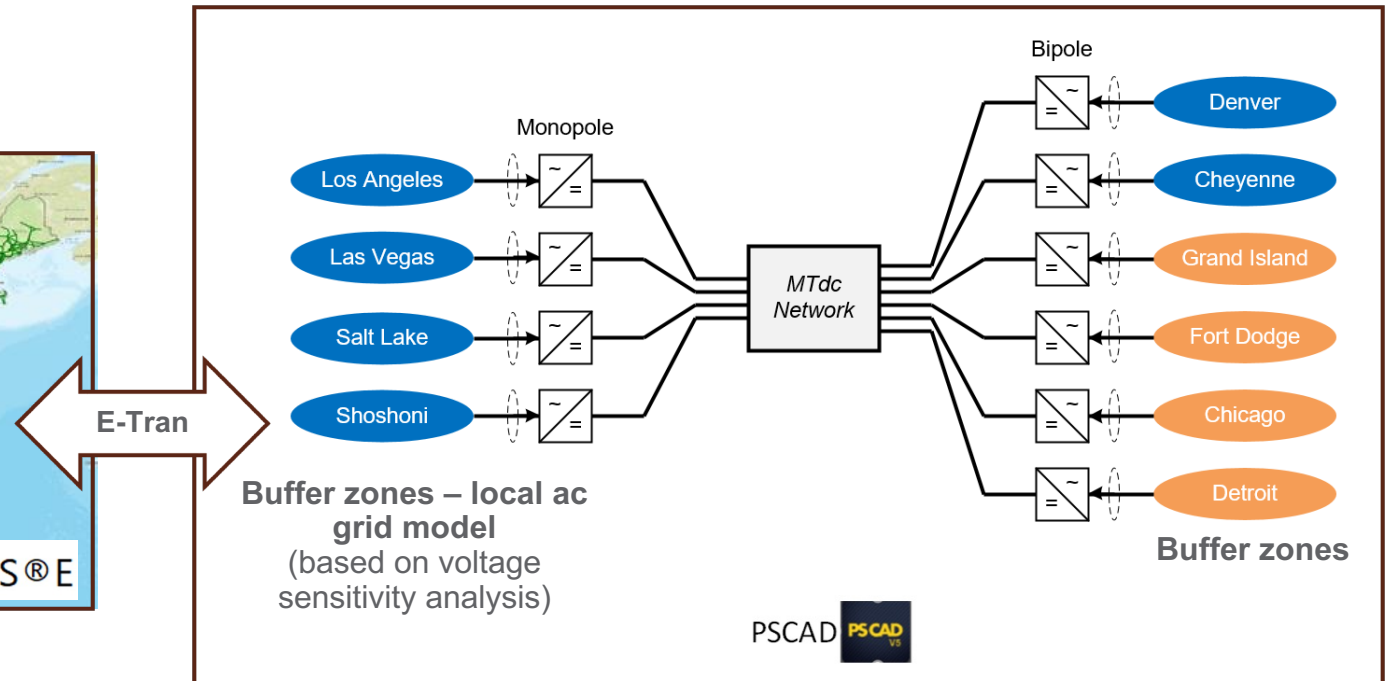 Bipole
Denver
Monopole
Los Angeles
Cheyenne
Las Vegas
MTdc
Network
Grand Island
Salt Lake
Fort Dodge
E-Tran
Shoshoni
Chicago
Buffer zones – local ac
grid model
(based on voltage
sensitivity analysis)
Detroit
Buffer zones
S®E
PSCAD
PSCAD
V5
~
=
~
=
~
=
~
=
~
=
~
=
~
=
~
=
~
=
~
=